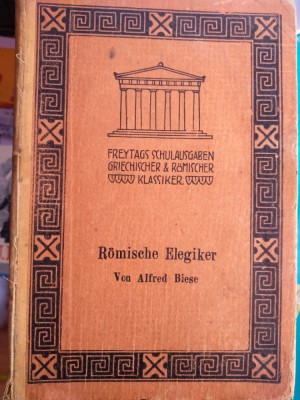 FREYTAGS SCHULAUSGABEN
GRIECHISCHER & RÖMISCHER
KLASSIKER
Römische Elegiker
Von Alfred Biese